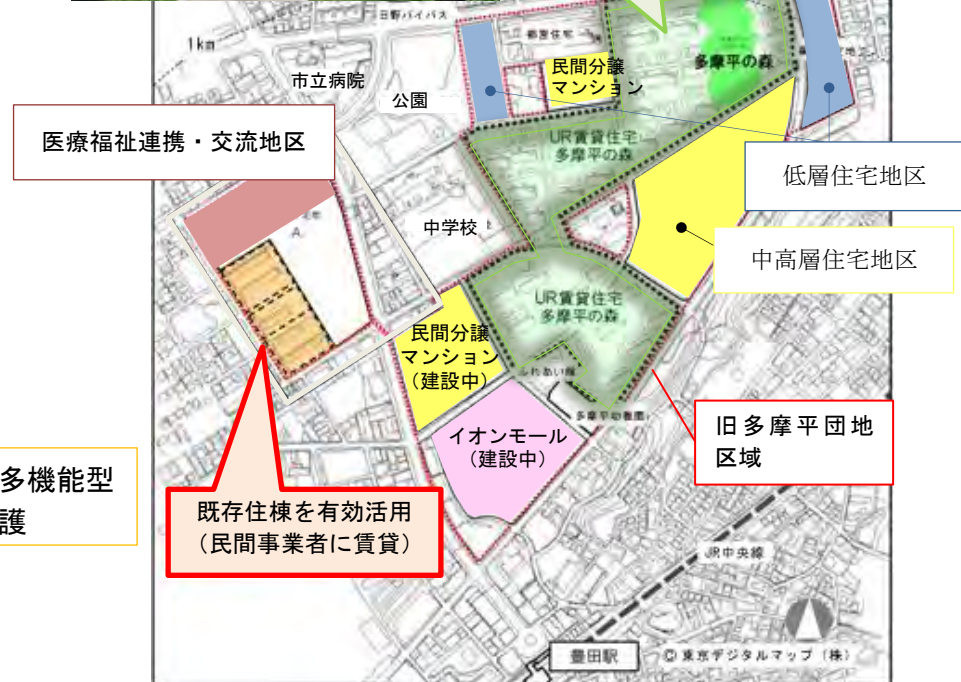 日野バイパス
1km
都営住宅
市立病院
公園
民間分譲
マンション
多摩平の森
医療福祉連携・交流地区
UR賃貸住宅
多摩平の森
低層住宅地区
中学校
中高層住宅地区
UR賃貸住宅
多摩平の森
民間分譲
マンション
（建設中）
ふれあい館
多摩平幼稚園
イオンモール
（建設中）
旧多摩平団地
区域
多機能型
護
既存住棟を有効活用
（民間事業者に賃貸）
JR中央線
豊田駅
©東京デジタルマップ（株）